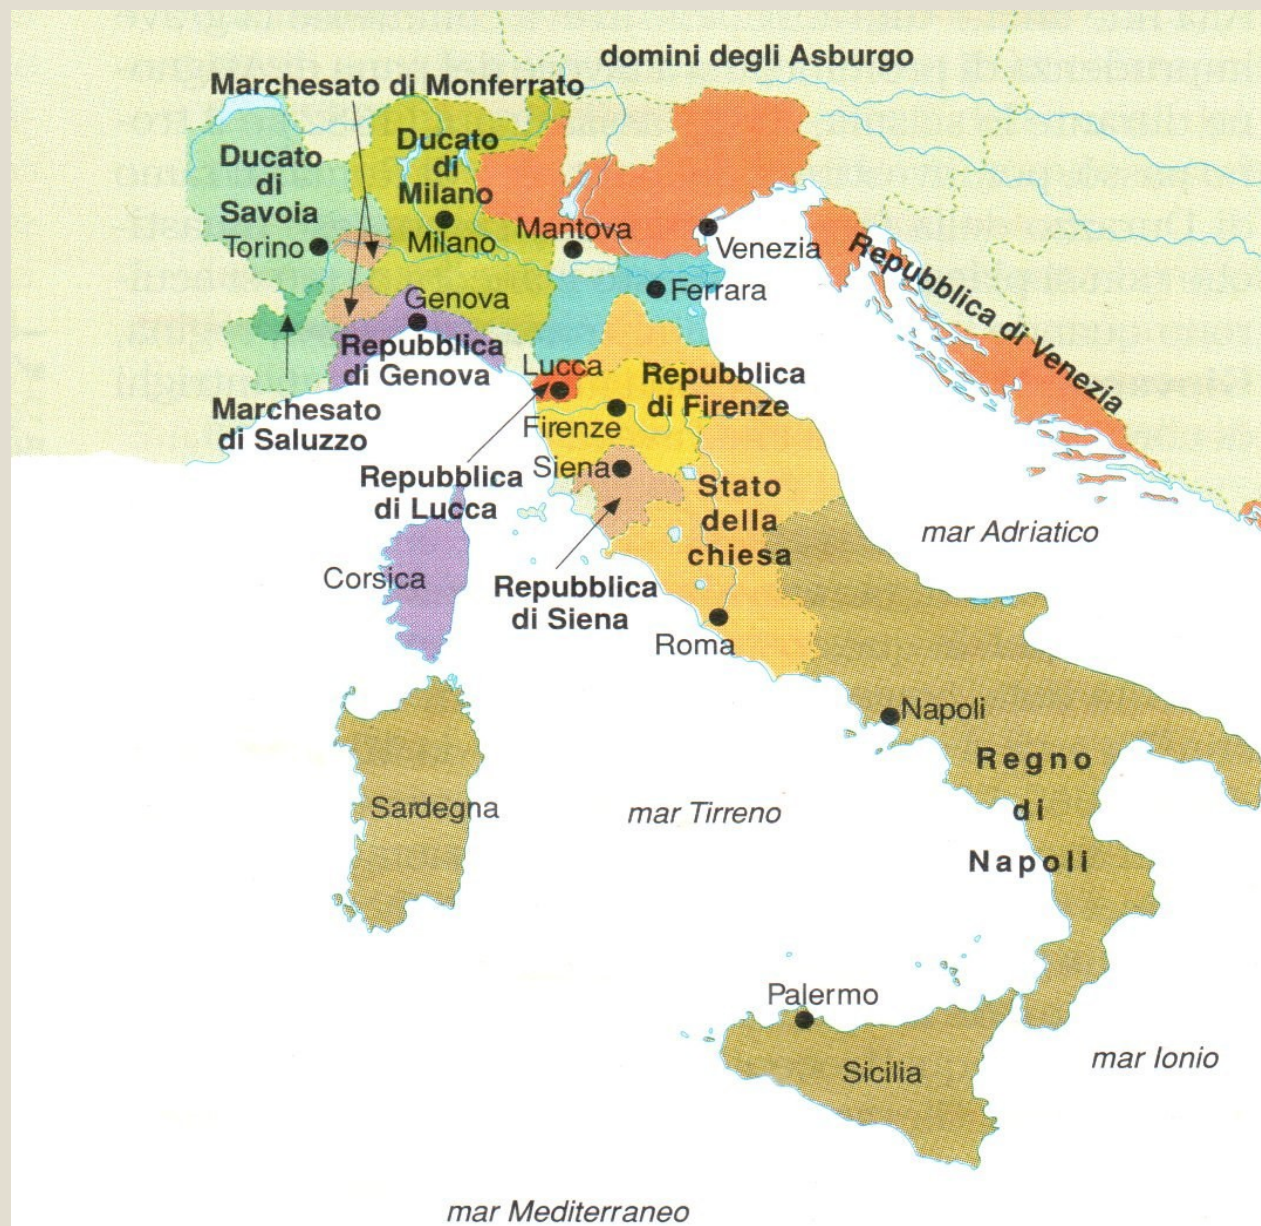 domini degli Asburgo
Marchesato di Monferrato
Ducato
di
Savoia
Torino
Ducato
di
Milano
Milano
Mantova
Venezia
Repubblica di Venezia
Ferrara
Genova
Repubblica
di Genova
Marchesato
di Saluzzo
Lucca
Repubblica
di Lucca
Repubblica
di Firenze
Firenze
Siena
Repubblica
di Siena
Stato
della
chiesa
mar Adriatico
Corsica
Roma
Napoli
Regno
di
Napoli
Sardegna
mar Tirreno
Palermo
Sicilia
mar Ionio
mar Mediterraneo